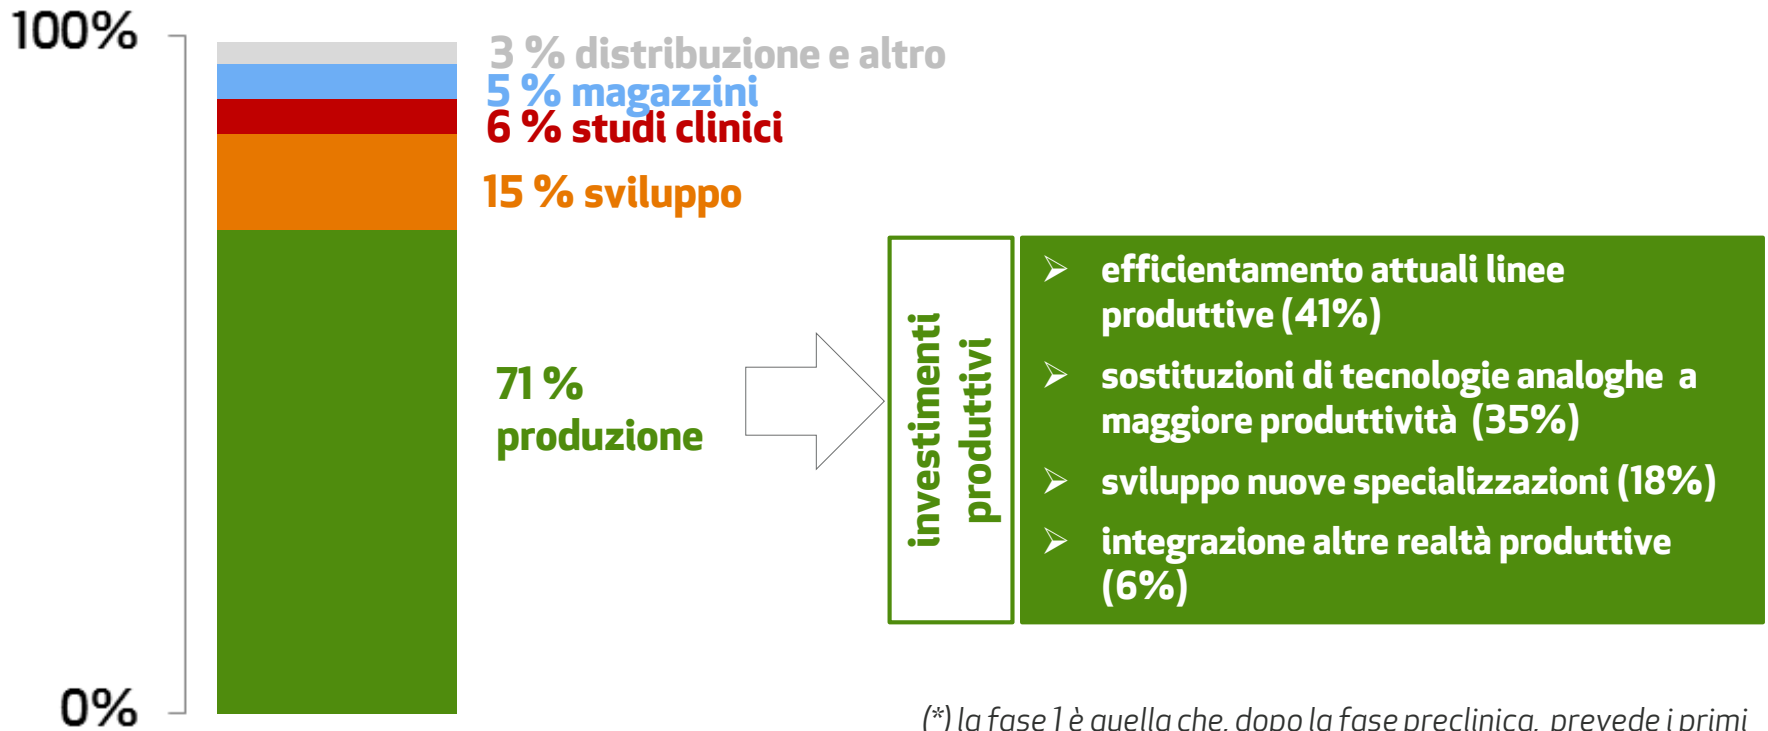 100%
3 % distribuzione e altro
5 % magazzini
6 % studi clinici
15 % sviluppo
71 %
produzione
0%
investimenti
produttivi
➢ efficientamento attuali linee
produttive (41%)
➢ sostituzioni di tecnologie analoghe a
maggiore produttività (35%)
➢ sviluppo nuove specializzazioni (18%)
➢ integrazione altre realtà produttive
(6%)
(*) la fase 1 è quella che, dopo la fase preclinica, prevede i primi